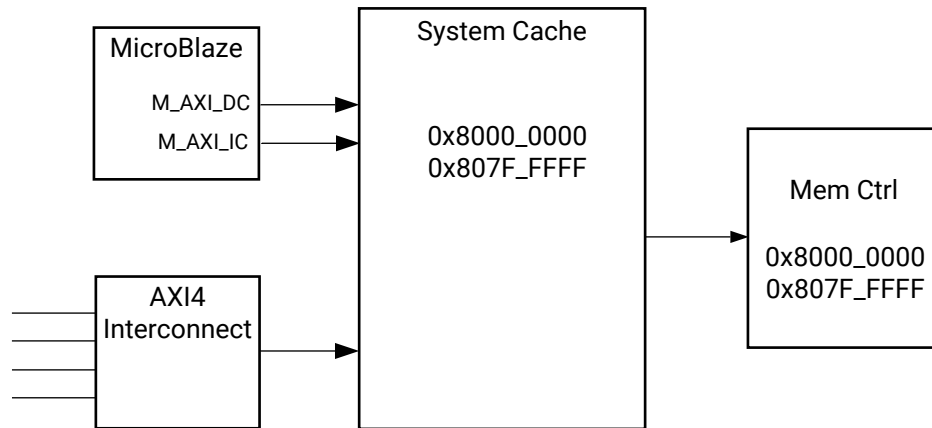 System Cache
MicroBlaze
M_AXI_DC
M_AXI_IC
0x8000_0000
0x807F_FFFF
Mem Ctrl
0x8000_0000
0x807F_FFFF
AXI4
Interconnect